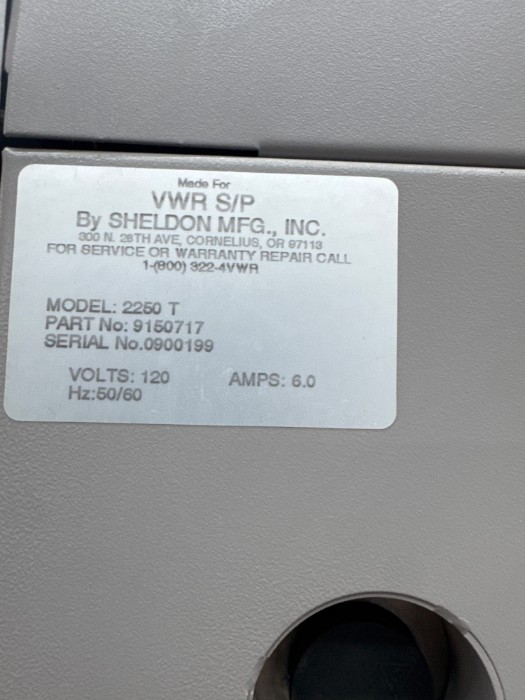 Made For
VWR S/P
By SHELDON MFG., INC.
300 N. 26TH AVE, CORNELIUS, OR 97113
FOR SERVICE OR WARRANTY REPAIR CALL
1-(800) 322-4VWR
MODEL: 2250 T
PART No: 9150717
SERIAL No.0900199
VOLTS: 120 AMPS: 6.0
Hz:50/60